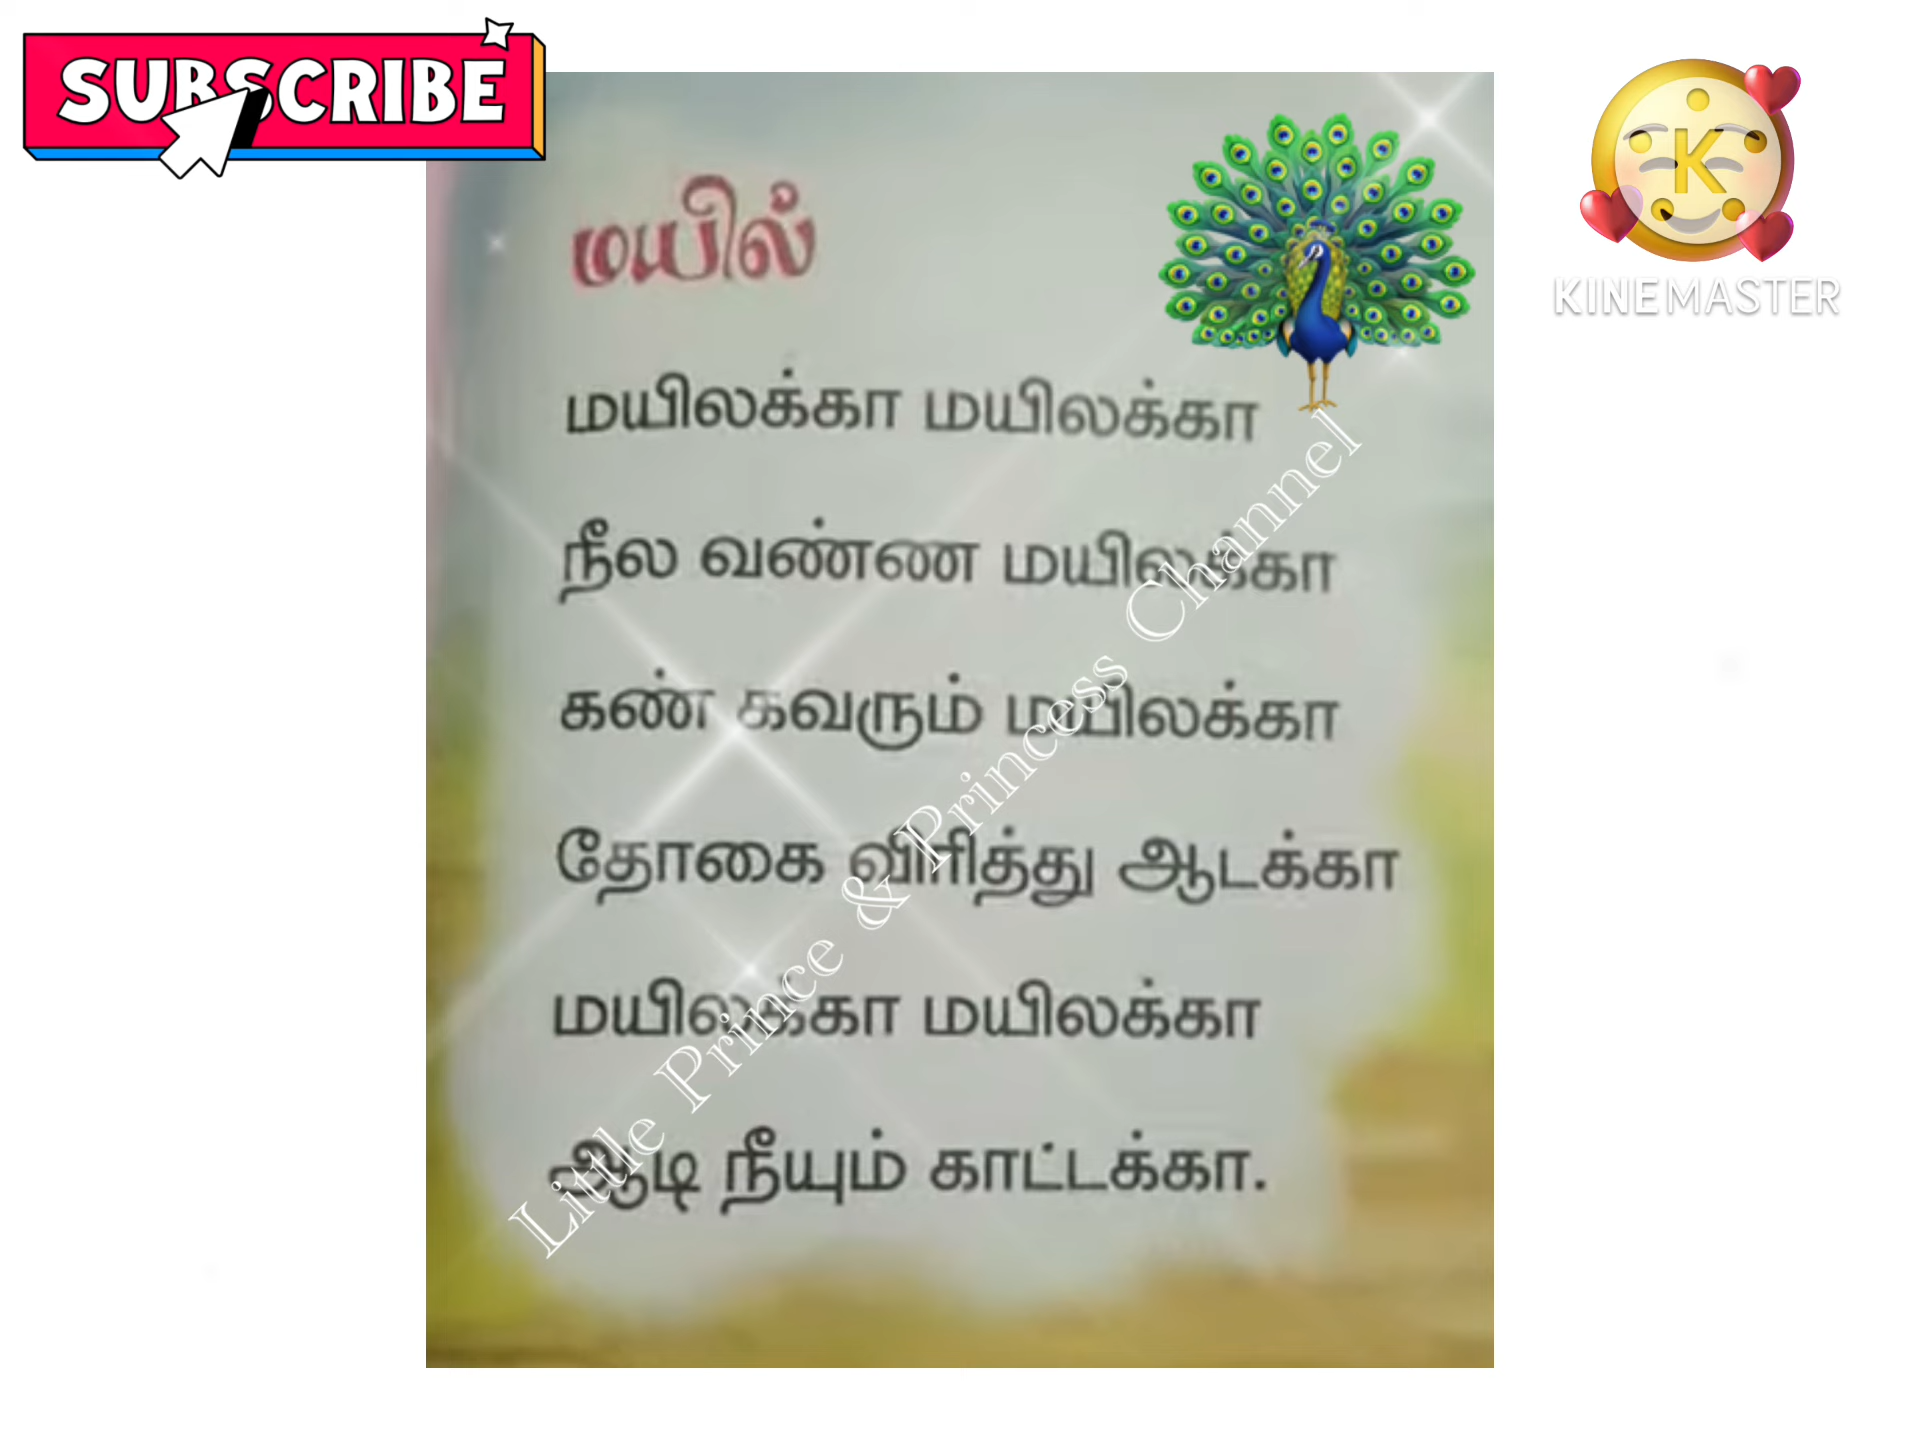 SUBSCRIBE
KINEMASTER
மயில்
மயிலக்கா மயிலக்கா
நீல வண்ண மயிலக்கா
கண் கவரும் மயிலக்கா
தோகை விரித்து ஆடக்கா
மயிலக்கா மயிலக்கா
ஆடி நீயும் காட்டக்கா.
Little Prince & Princess Channel